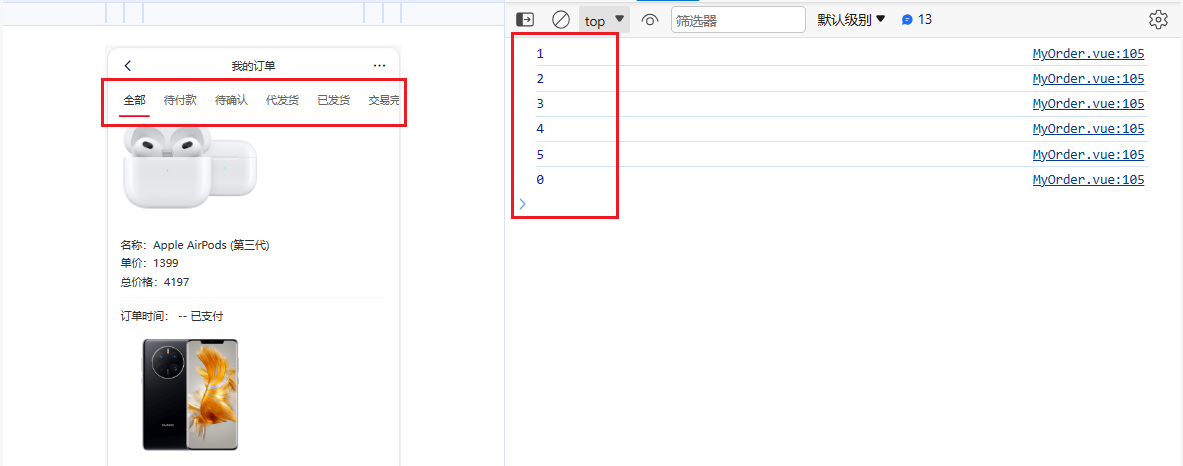 top
筛选器
默认级别
13
我的订单
全部 待付款 待确认 代发货 已发货 交易完
名称：Apple AirPods (第三代)
单价：1399
总价格：4197
订单时间： -- 已支付
HUAWEI
1 MyOrder.vue:105
2 MyOrder.vue:105
3 MyOrder.vue:105
4 MyOrder.vue:105
5 MyOrder.vue:105
0 MyOrder.vue:105